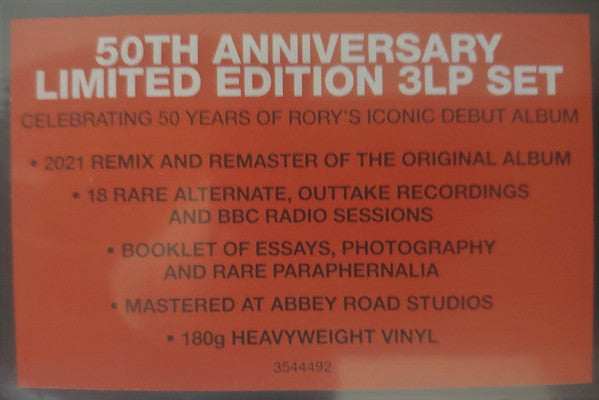 50TH ANNIVERSARY
LIMITED EDITION 3LP SET
CELEBRATING 50 YEARS OF RORY'S ICONIC DEBUT ALBUM
• 2021 REMIX AND REMASTER OF THE ORIGINAL ALBUM
• 18 RARE ALTERNATE, OUTTAKE RECORDINGS
AND BBC RADIO SESSIONS
• BOOKLET OF ESSAYS, PHOTOGRAPHY
AND RARE PARAPHERNALIA
• MASTERED AT ABBEY ROAD STUDIOS
• 180g HEAVYWEIGHT VINYL
3544492